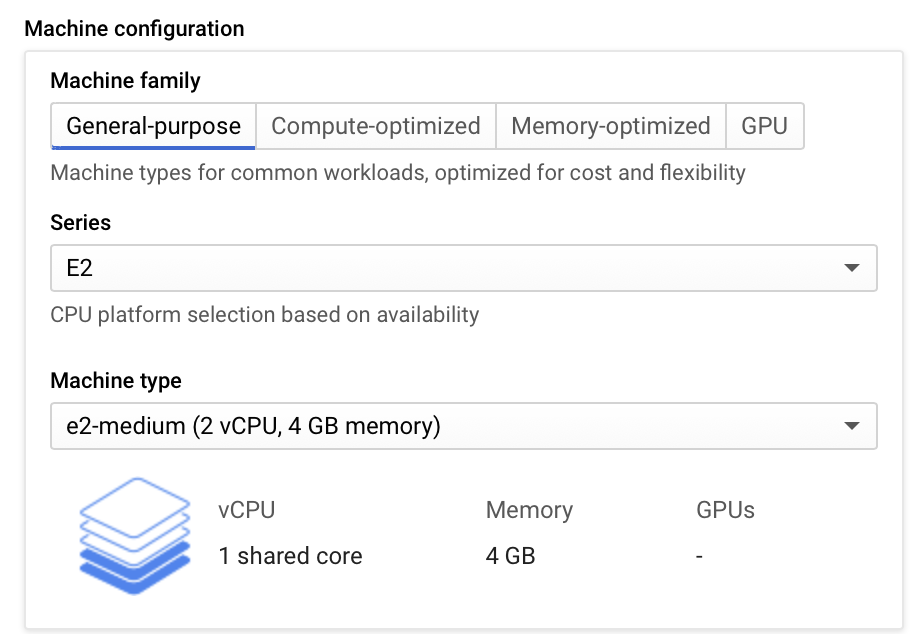 Machine configuration
Machine family
General-purpose Compute-optimized Memory-optimized GPU
Machine types for common workloads, optimized for cost and flexibility
Series
E2
CPU platform selection based on availability
Machine type
e2-medium (2 vCPU, 4 GB memory)
vCPU Memory GPUs
1 shared core 4 GB -